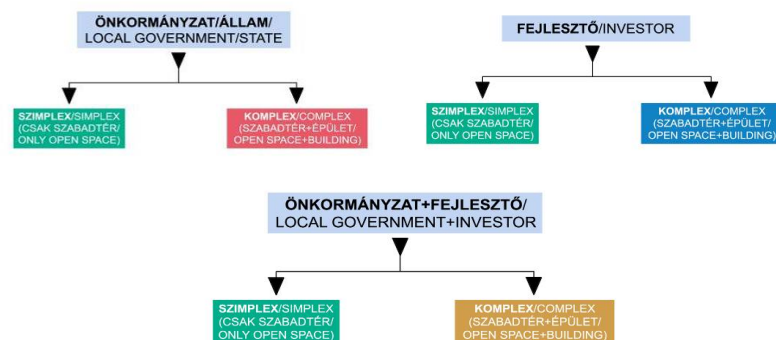 ÖNKORMÁNYZAT/ÁLLAM/
LOCAL GOVERNMENT/STATE
SZIMPLEX/SIMPLEX
(CSAK SZABADTÉR/
ONLY OPEN SPACE)
KOMPLEX/COMPLEX
(SZABADTÉR+ÉPÜLET/
OPEN SPACE+BUILDING)
FEJLESZTŐ/INVESTOR
SZIMPLEX/SIMPLEX
(CSAK SZABADTÉR/
ONLY OPEN SPACE)
KOMPLEX/COMPLEX
(SZABADTÉR+ÉPÜLET/
OPEN SPACE+BUILDING)
ÖNKORMÁNYZAT+FEJLESZTŐ/
LOCAL GOVERNMENT+INVESTOR
SZIMPLEX/SIMPLEX
(CSAK SZABADTÉR/
ONLY OPEN SPACE)
KOMPLEX/COMPLEX
(SZABADTÉR+ÉPÜLET/
OPEN SPACE+BUILDING)